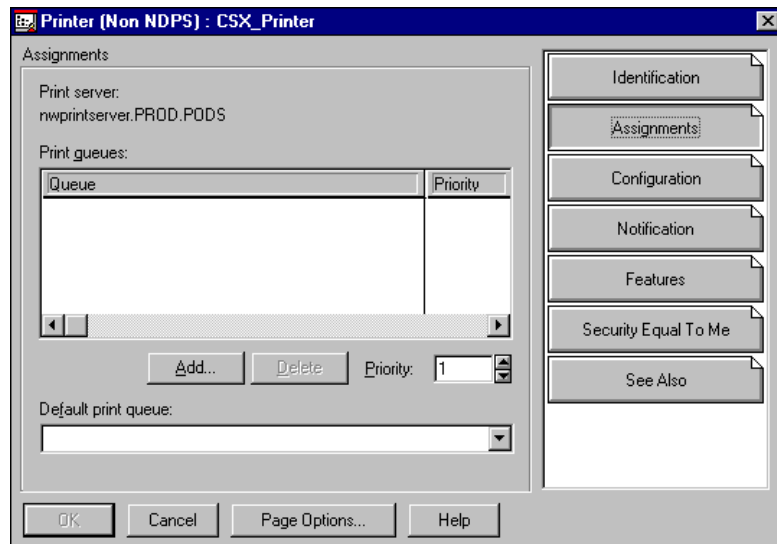 Printer (Non NDPS) : CSX_Printer
Assignments
Print server:
nwprintserver.PROD.PODS
Print queues:
Queue Priority
Add... Delete Priority: 1
Default print queue:
OK Cancel Page Options... Help
Identification
Assignments
Configuration
Notification
Features
Security Equal To Me
See Also